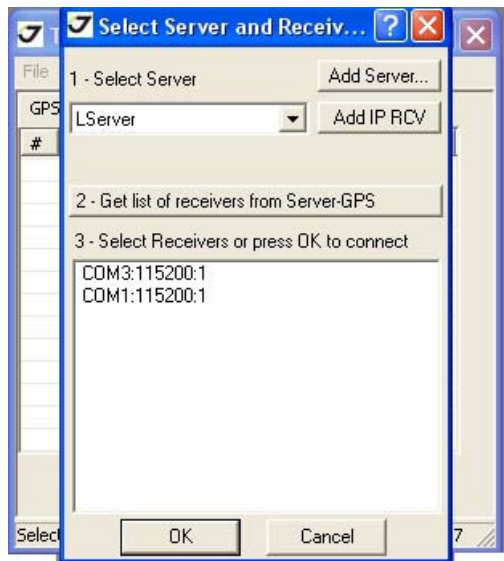 Select Server and Receiv...
File
1 - Select Server
Add Server...
GPS
LServer
Add IP RCV
#
2 - Get list of receivers from Server-GPS
3 - Select Receivers or press OK to connect
COM3:115200:1
COM1:115200:1
OK
Cancel
Selec
7